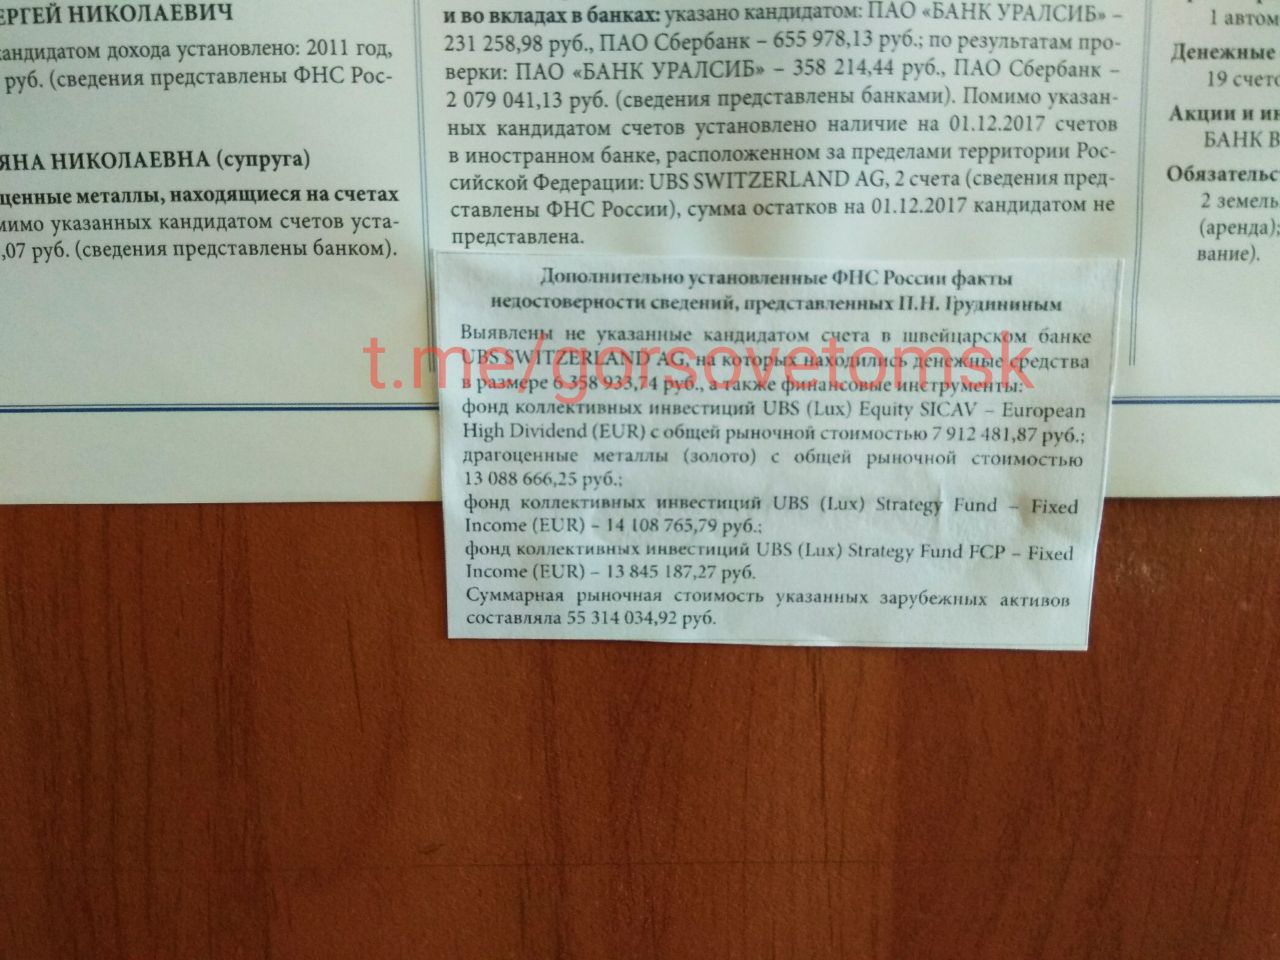 ЕРГЕЙ НИКОЛАЕВИЧ
кандидатом дохода установлено: 2011 год,
руб. (сведения представлены ФНС Рос-
ЯНА НИКОЛАЕВНА (супруга)
ценные металлы, находящиеся на счетах
мимо указанных кандидатом счетов уста-
,07 руб. (сведения представлены банком).
и во вкладах в банках: указано кандидатом: ПАО «БАНК УРАЛСИБ» –
231 258,98 руб., ПАО Сбербанк – 655 978,13 руб.; по результатам про-
верки: ПАО «БАНК УРАЛСИБ» – 358 214,44 руб., ПАО Сбербанк –
2 079 041,13 руб. (сведения представлены банками). Помимо указан-
ных кандидатом счетов установлено наличие на 01.12.2017 счетов
в иностранном банке, расположенном за пределами территории Рос-
сийской Федерации: UBS SWITZERLAND AG, 2 счета (сведения пред-
ставлены ФНС России), сумма остатков на 01.12.2017 кандидатом не
представлена.
Дополнительно установленные ФНС России факты
недостоверности сведений, представленных П.Н. Грудининым
Выявлены не указанные кандидатом счета в швейцарском банке
UBS SWITZERLAND AG, на которых находились денежные средства
в размере 6 358 933,74 руб., а также финансовые инструменты:
фонд коллективных инвестиций UBS (Lux) Equity SICAV – European
High Dividend (EUR) с общей рыночной стоимостью 7 912 481,87 руб.;
драгоценные металлы (золото) с общей рыночной стоимостью
13 088 666,25 руб.;
фонд коллективных инвестиций UBS (Lux) Strategy Fund – Fixed
Income (EUR) – 14 108 765,79 руб.;
фонд коллективных инвестиций UBS (Lux) Strategy Fund FCP – Fixed
Income (EUR) – 13 845 187,27 руб.
Суммарная рыночная стоимость указанных зарубежных активов
составляла 55 314 034,92 руб.
t.me/gorsovetomsk
1 автом
Денежные
19 счето
Акции и ин
БАНК В
Обязательст
2 земель
(аренда);
вание).